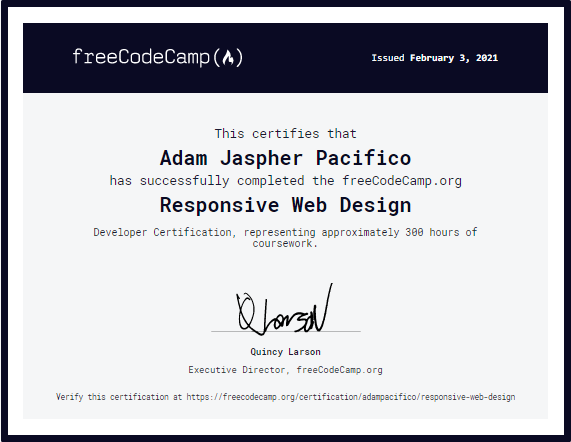 freeCodeCamp(🔥)
Issued February 3, 2021
This certifies that
Adam Jaspher Pacifico
has successfully completed the freeCodeCamp.org
Responsive Web Design
Developer Certification, representing approximately 300 hours of
coursework.
Quincy Larson
Executive Director, freeCodeCamp.org
Verify this certification at https://freecodecamp.org/certification/adampacifico/responsive-web-design